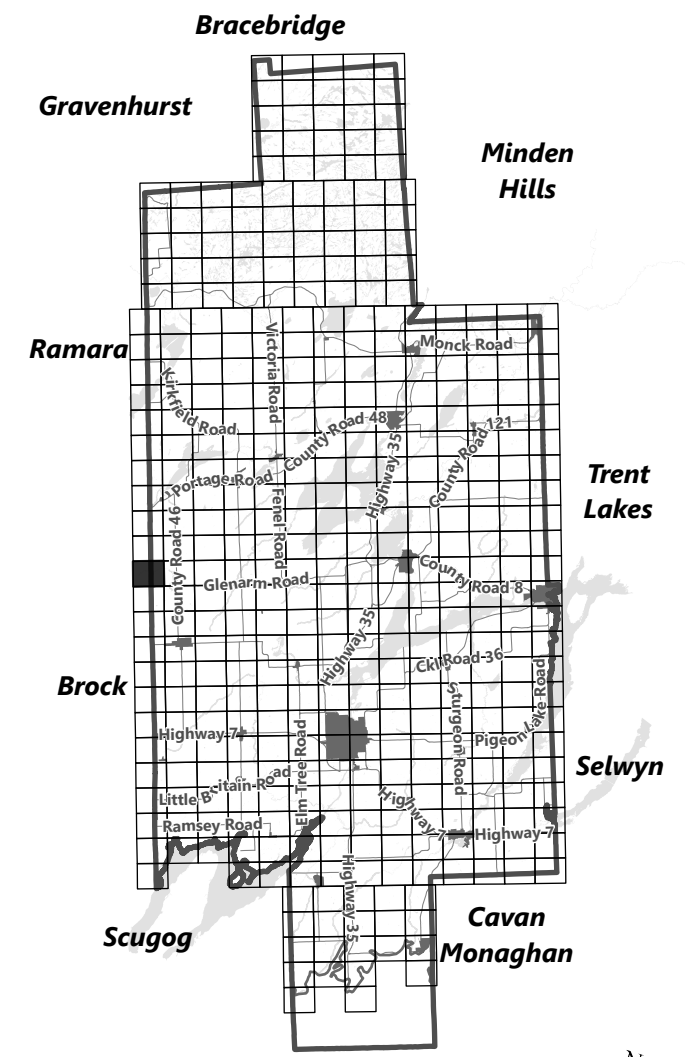 Bracebridge
Gravenhurst
Minden
Hills
Ramara
Victoria Road
Monck Road
Kirkfield Road
County Road 48
County Road 121
Highway 35
Portage Road
Trent
Lakes
Fenel Road
County Road 46
Glenarm Road
County Road 8
Highway 35
Ckl Road 36
Brock
Sturgeon Road
Pigeon Lake Road
Highway 7
Elm Tree Road
Selwyn
Little Britain Road
Highway 7
Ramsey Road
Highway 7
Highway 35
Scugog
Cavan
Monaghan